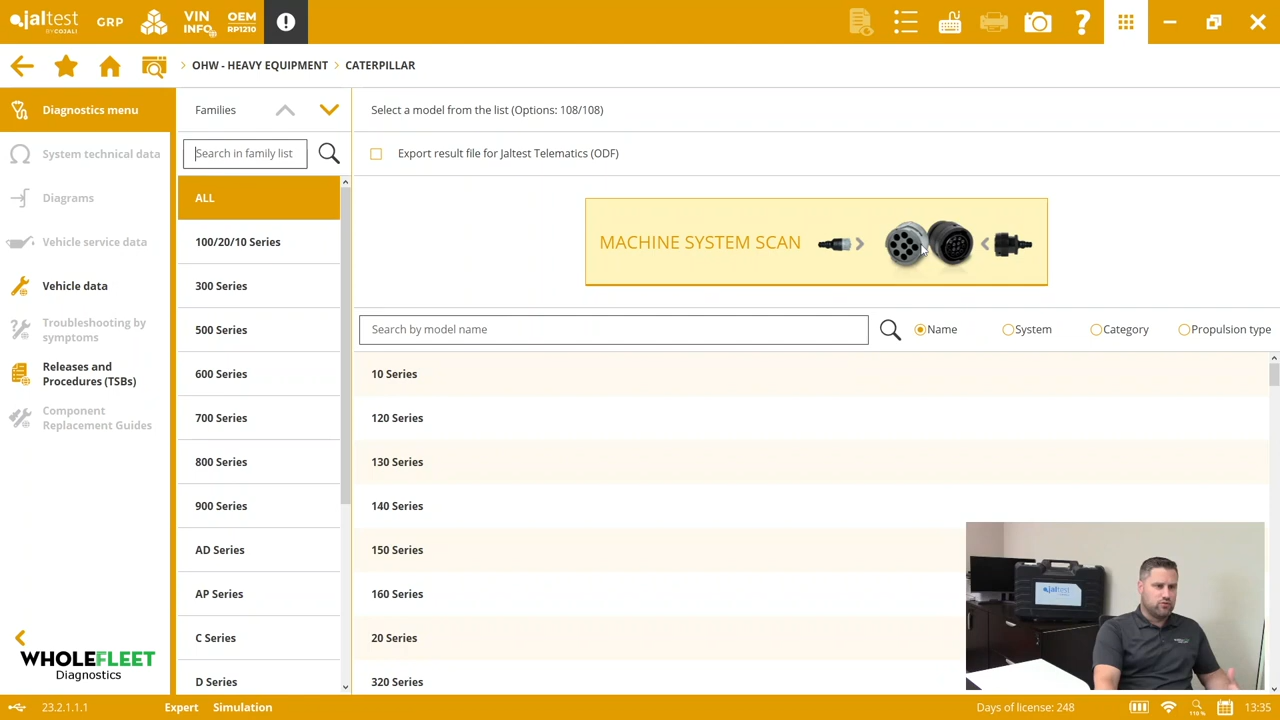 jaltest
BY COJALI
GRP
VIN
INFO
OEM
RP1210
OHW - HEAVY EQUIPMENT > CATERPILLAR
Diagnostics menu
System technical data
Diagrams
Vehicle service data
Vehicle data
Troubleshooting by
symptoms
Releases and
Procedures (TSBs)
Component
Replacement Guides
WHOLEFLEET
Diagnostics
Families
Search in family list
ALL
100/20/10 Series
300 Series
500 Series
600 Series
700 Series
800 Series
900 Series
AD Series
AP Series
C Series
D Series
Select a model from the list (Options: 108/108)
Export result file for Jaltest Telematics (ODF)
MACHINE SYSTEM SCAN
Search by model name
Name
System
Category
Propulsion type
10 Series
120 Series
130 Series
140 Series
150 Series
160 Series
20 Series
320 Series
jaltest
23.2.1.1.1
Expert
Simulation
Days of license: 248
110 %
13:35